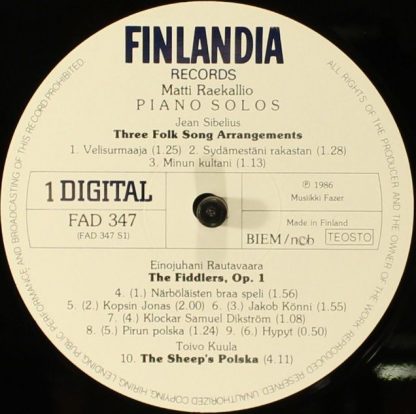 FINLANDIA
RECORDS
Matti Raekallio
PIANO SOLOS
Jean Sibelius
Three Folk Song Arrangements
1. Velisurmaaja (1.25) 2. Sydämestäni rakastan (1.28)
3. Minun kultani (1.13)
1 DIGITAL
FAD 347
(FAD 347 S1)
℗ 1986
Musiikki Fazer
Made in Finland
BIEM/ncb TEOSTO
Einojuhani Rautavaara
The Fiddlers, Op. 1
4. (1.) Närböläisten braa speli (1.56)
5. (2.) Kopsin Jonas (2.00) 6. (3.) Jakob Könni (1.55)
7. (4.) Klockar Samuel Dikström (1.08)
8. (5.) Pirun polska (1.24) 9. (6.) Hypyt (0.50)
Toivo Kuula
10. The Sheep's Polska (4.11)
ALL RIGHTS OF THE PRODUCER AND THE OWNER OF THE WORK REPRODUCED RESERVED. UNAUTHORIZED COPYING, HIRING, LENDING, PUBLIC PERFORMANCE AND BROADCASTING OF THIS RECORD PROHIBITED.